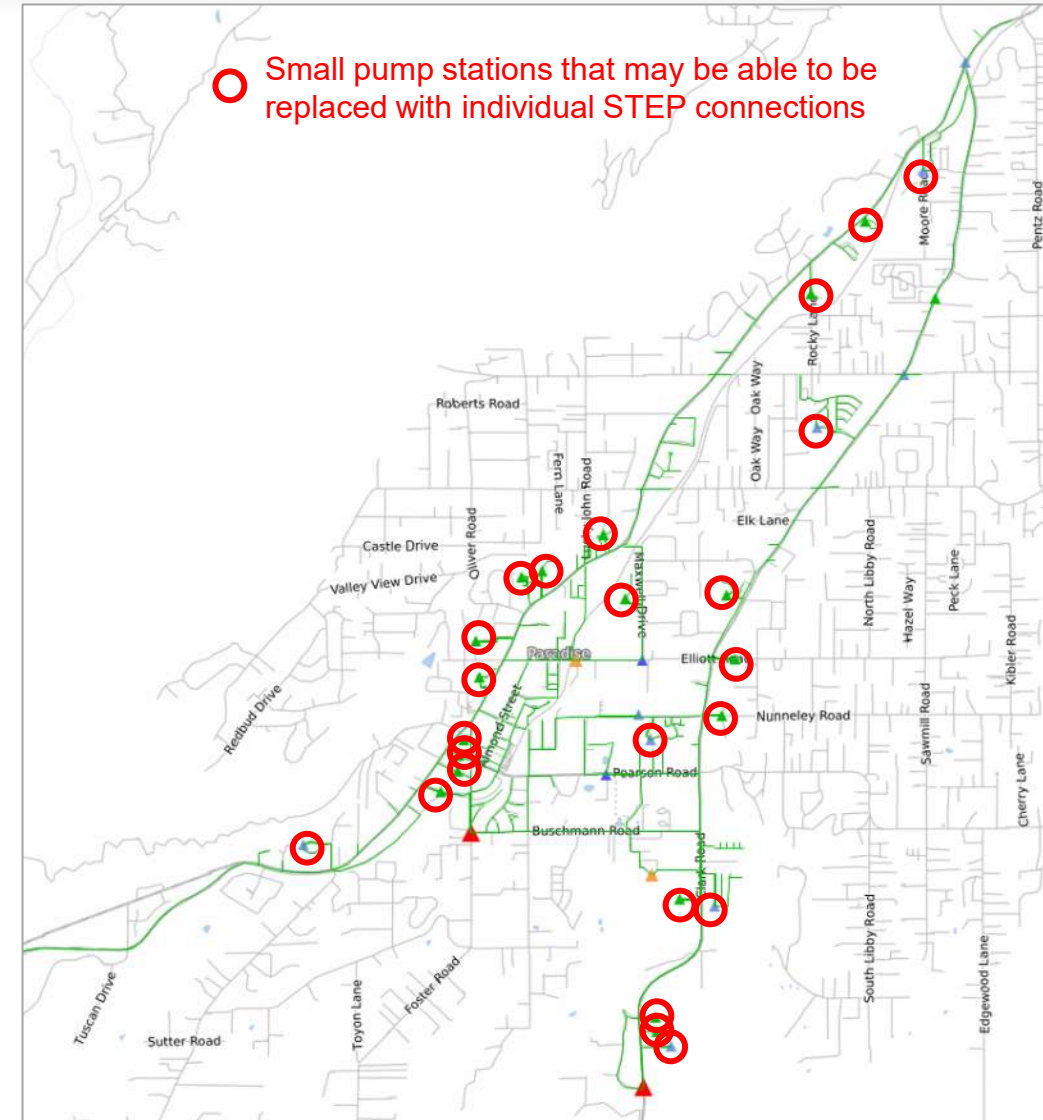 Small pump stations that may be able to be
replaced with individual STEP connections
Moore Road
Pentz Road
Rocky Lane
Oak Way
Roberts Road
Oak Way
Fern Lane
John Road
Elk Lane
Oliver Road
Castle Drive
Valley View Drive
Maxwell Drive
North Libby Road
Peck Lane
Hazel Way
Kibler Road
Paradise
Elliott
Almond Street
Redbud Drive
Nunneley Road
Sawmill Road
Pearson Road
Cherry Lane
Buschmann Road
Clark Road
South Libby Road
Edgewood Lane
Foster Road
Tuscan Drive
Toyon Lane
Sutter Road